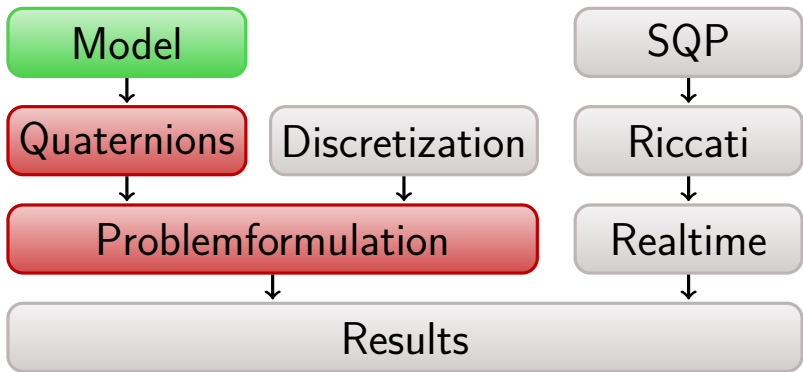 Model
SQP
Quaternions
Discretization
Riccati
Problemformulation
Realtime
Results